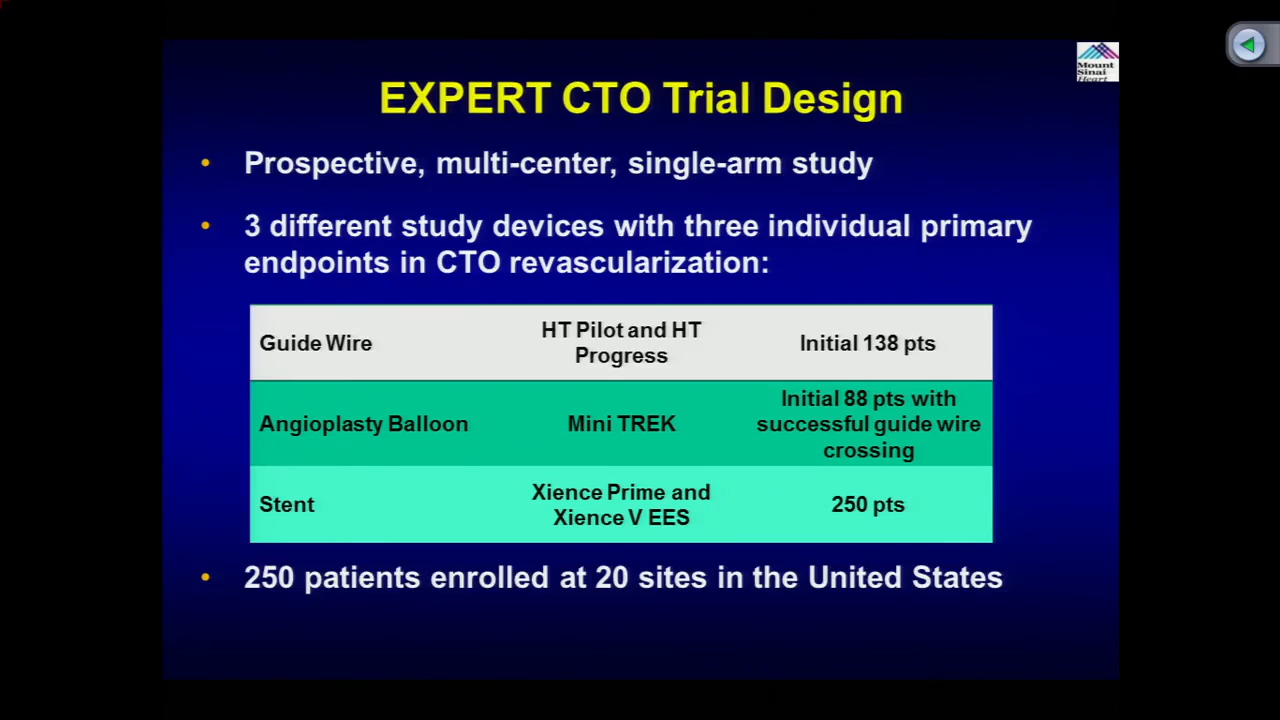 Mount
Sinai
Heart
EXPERT CTO Trial Design
• Prospective, multi-center, single-arm study
• 3 different study devices with three individual primary
endpoints in CTO revascularization:
Guide Wire
HT Pilot and HT
Progress
Initial 138 pts
Angioplasty Balloon
Mini TREK
Initial 88 pts with
successful guide wire
crossing
Stent
Xience Prime and
Xience V EES
250 pts
• 250 patients enrolled at 20 sites in the United States